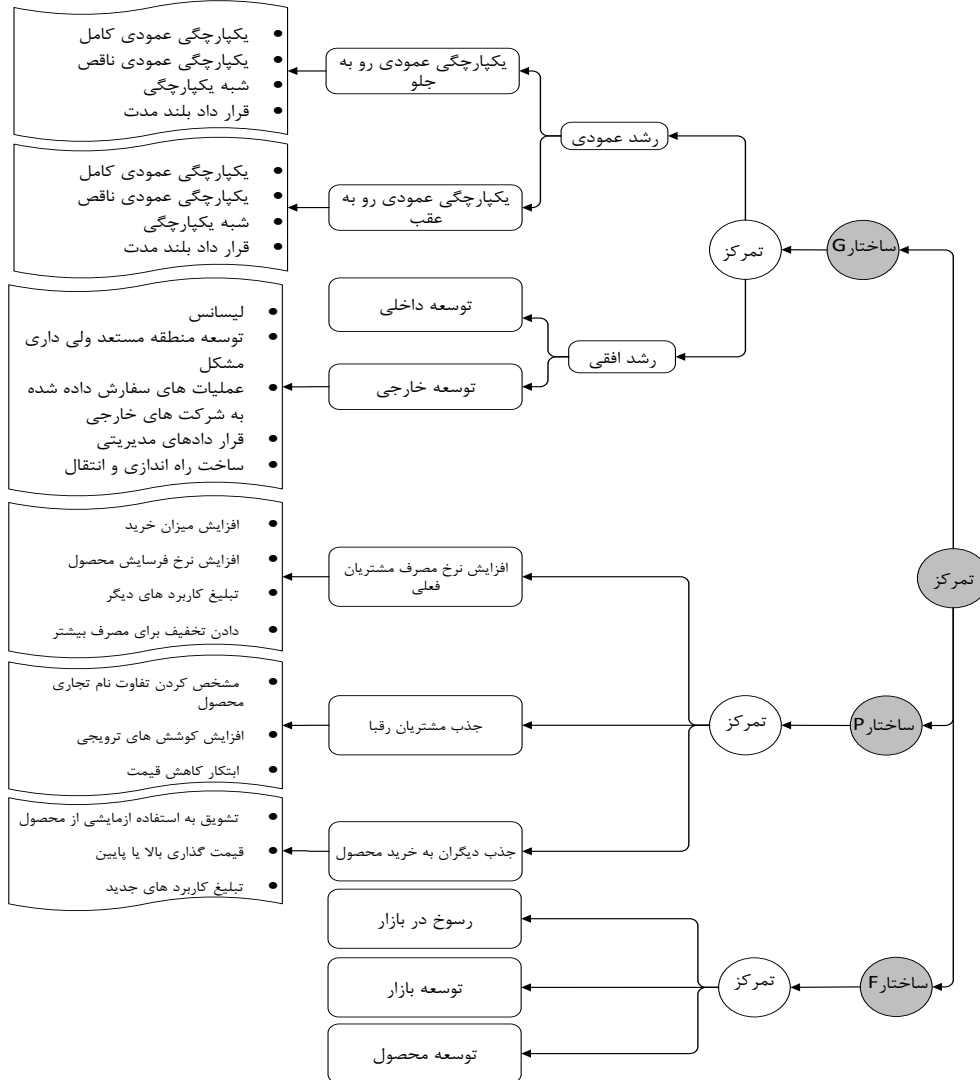 تمرکز
ساختارG
تمرکز
رشد عمودی
یکپارچگی عمودی رو به
جلو
یکپارچگی عمودی کامل
یکپارچگی عمودی ناقص
شبه یکپارچگی
قرار داد بلند مدت
یکپارچگی عمودی رو به
عقب
یکپارچگی عمودی کامل
یکپارچگی عمودی ناقص
شبه یکپارچگی
قرار داد بلند مدت
رشد افقی
توسعه داخلی
توسعه خارجی
لیسانس
توسعه منطقه مستعد ولی داری
مشکل
عملیات های سفارش داده شده
به شرکت های خارجی
قرار دادهای مدیریتی
ساخت راه اندازی و انتقال
ساختارP
تمرکز
افزایش نرخ مصرف مشتریان
فعلی
افزایش میزان خرید
افزایش نرخ فرسایش محصول
تبلیغ کاربرد های دیگر
دادن تخفیف برای مصرف بیشتر
جذب مشتریان رقبا
مشخص کردن تفاوت نام تجاری
محصول
افزایش کوشش های ترویجی
ابتکار کاهش قیمت
جذب دیگران به خرید محصول
تشویق به استفاده ازمایشی از محصول
قیمت گذاری بالا یا پایین
تبلیغ کاربرد های جدید
ساختارF
تمرکز
رسوخ در بازار
توسعه بازار
توسعه محصول